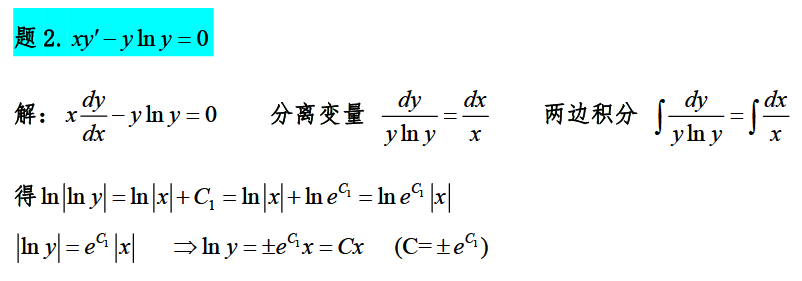 题 2. xy′ − y ln y = 0
解： x dy/dx − y ln y = 0 分离变量 dy/(y ln y) = dx/x 两边积分 ∫ dy/(y ln y) = ∫ dx/x
得 ln|ln y| = ln|x| + C₁ = ln|x| + ln e^{C₁} = ln e^{C₁}|x|
|ln y| = e^{C₁}|x| ⇒ ln y = ±e^{C₁}x = Cx (C=±e^{C₁})